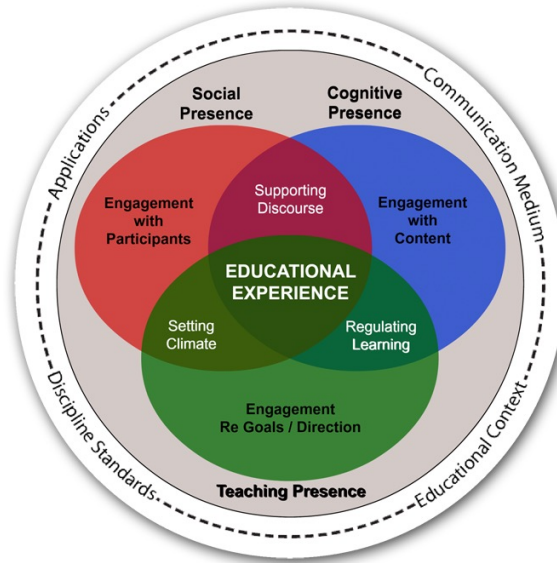 Social
Presence
Cognitive
Presence
Applications
Communication Medium
Engagement
with
Participants
Supporting
Discourse
Engagement
with
Content
EDUCATIONAL
EXPERIENCE
Setting
Climate
Regulating
Learning
Engagement
Re Goals / Direction
Teaching Presence
Discipline Standards
Educational Context